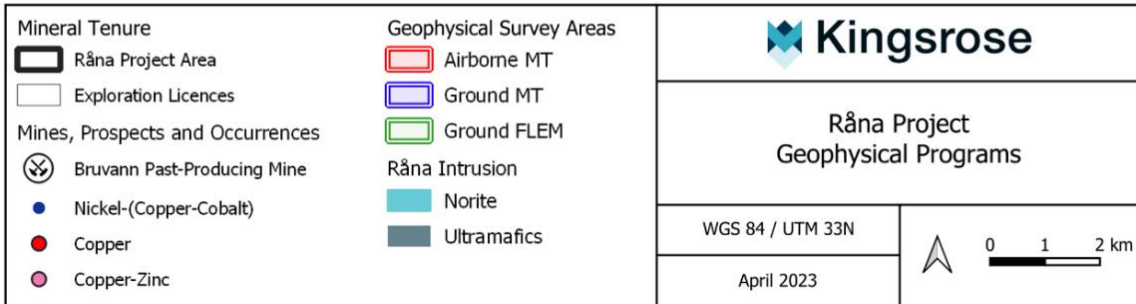 Mineral Tenure
Råna Project Area
Exploration Licences
Mines, Prospects and Occurrences
Bruvann Past-Producing Mine
Nickel-(Copper-Cobalt)
Copper
Copper-Zinc
Geophysical Survey Areas
Airborne MT
Ground MT
Ground FLEM
Råna Intrusion
Norite
Ultramafics
Kingsrose
Råna Project
Geophysical Programs
WGS 84 / UTM 33N
April 2023
0 1 2 km